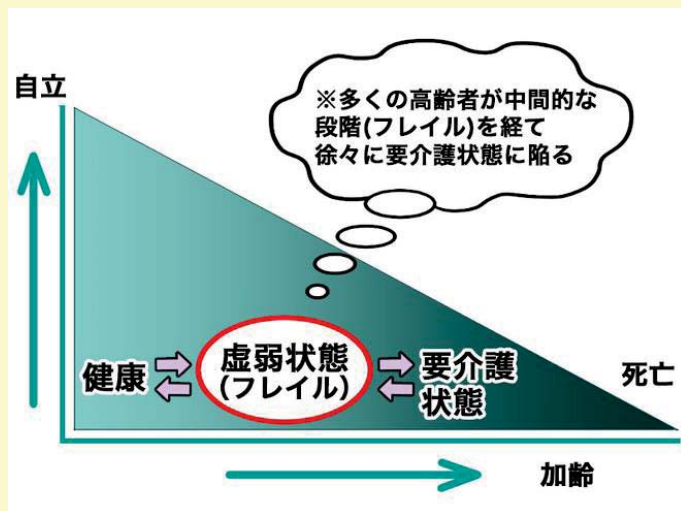 自立
※多くの高齢者が中間的な
段階(フレイル)を経て
徐々に要介護状態に陥る
健康
虚弱状態
(フレイル)
要介護
状態
死亡
加齢